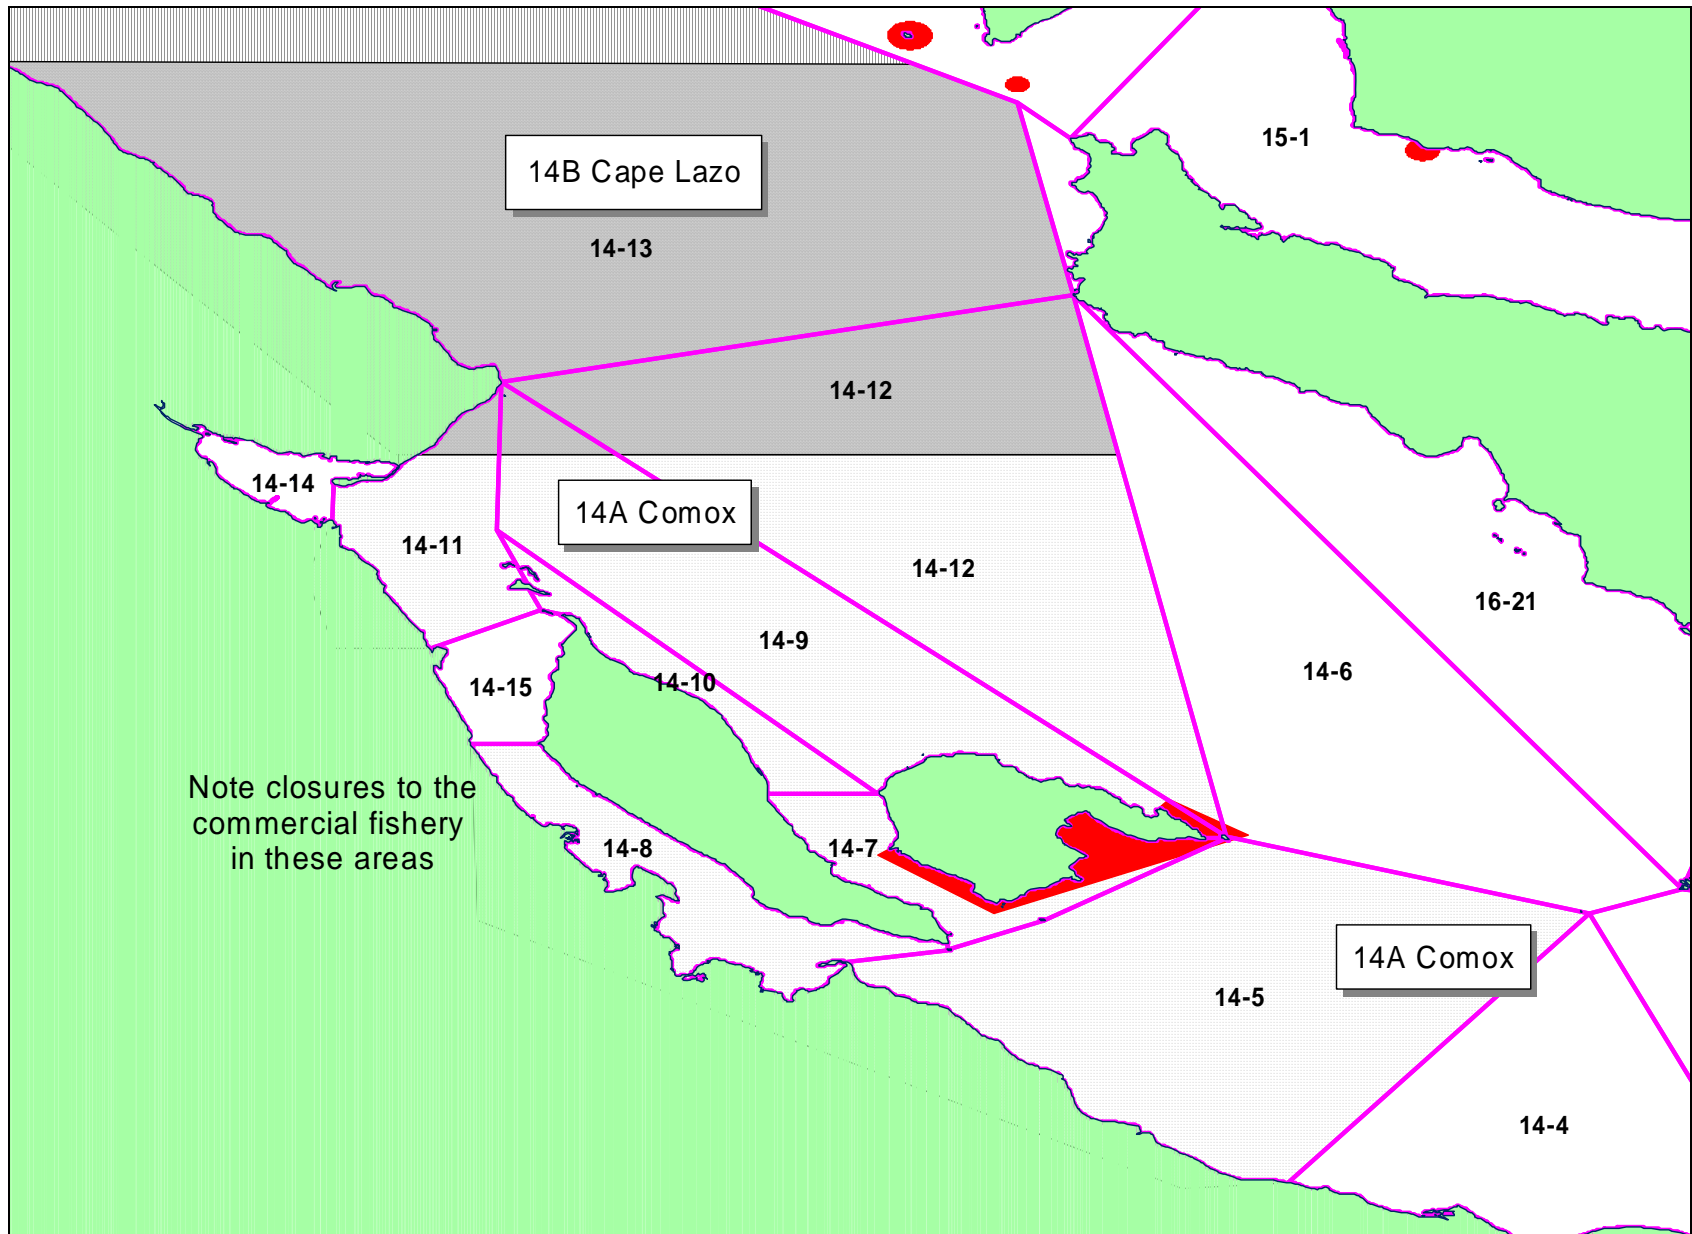 15-1
14B Cape Lazo
14-13
14-12
14-14
14A Comox
14-11
14-12
16-21
14-9
14-6
14-10
14-15
Note closures to the
commercial fishery
in these areas
14-8
14-7
14A Comox
14-5
14-4